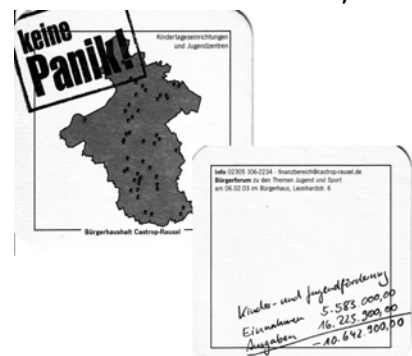 keine
Panik!
Kindertageseinrichtungen
und Jugendzentren
Bürgerhaushalt Castrop-Rauxel
Info 02305 106-2234 - finanzbereich@castrop-rauxel.de
Bürgerforum zu den Themen Jugend und Sport
am 06.02.03 im Bürgerhaus, Leonhardstr. 6
Kinder- und Jugendförderung
Einnahmen 5.583.000,00
Ausgaben 16.225.900,00
- 10.642.900,00